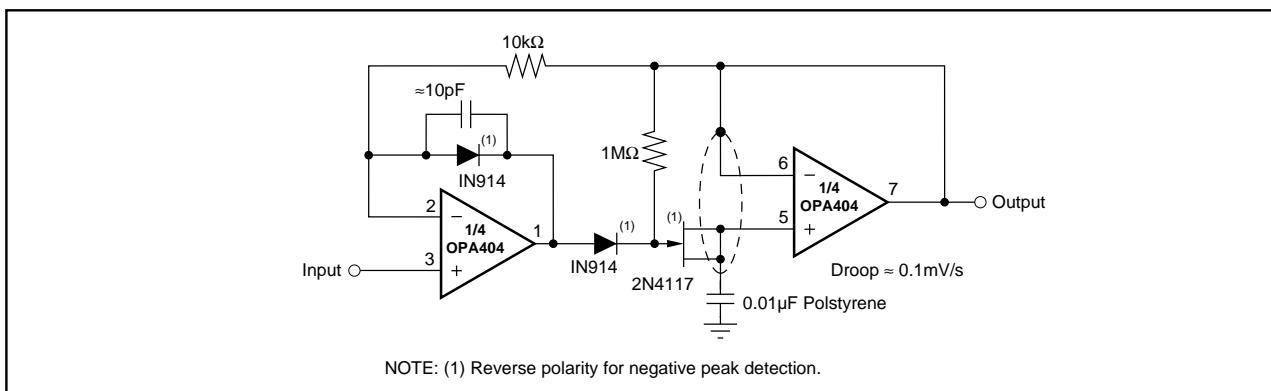 10kΩ
≈10pF
(1)
IN914
1MΩ
2
3
1/4
OPA404
1
Input
(1)
IN914
(1)
2N4117
6
5
1/4
OPA404
7
Output
Droop ≈ 0.1mV/s
0.01µF Polstyrene
NOTE: (1) Reverse polarity for negative peak detection.